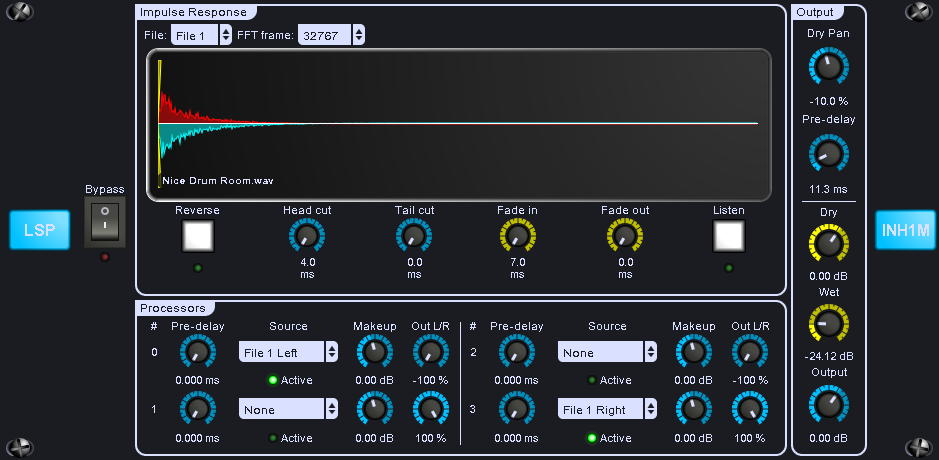 Impulse Response
File: File 1 FFT frame: 32767
Nice Drum Room.wav
Reverse Head cut Tail cut Fade in Fade out Listen
4.0 0.0 7.0 0.0
ms ms ms ms
Bypass
LSP
Processors
# Pre-delay Source Makeup Out L/R # Pre-delay Source Makeup Out L/R
0 File 1 Left 2 None
0.000 ms Active 0.00 dB -100 % 0.000 ms Active 0.00 dB -100 %
1 None 3 File 1 Right
0.000 ms Active 0.00 dB 100 % 0.000 ms Active 0.00 dB 100 %
Output
Dry Pan
-10.0 %
Pre-delay
11.3 ms
Dry
0.00 dB
Wet
-24.12 dB
Output
0.00 dB
INH1M